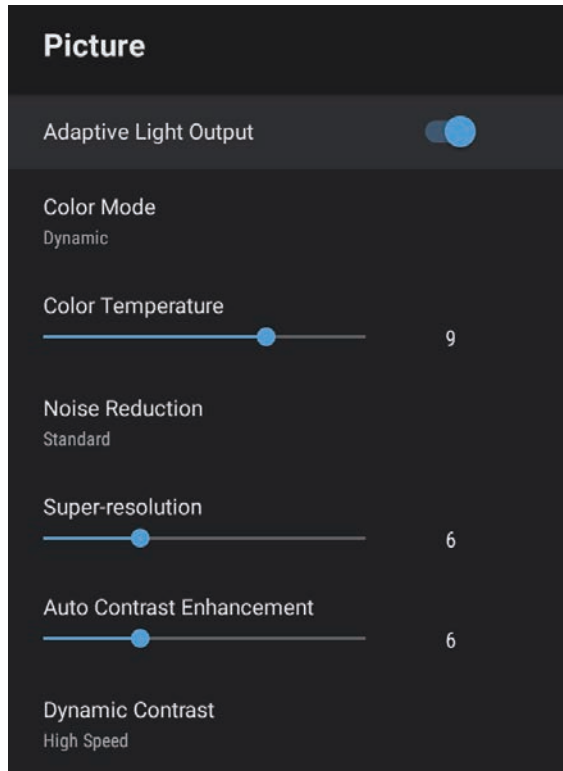 Picture
Adaptive Light Output
Color Mode
Dynamic
Color Temperature
9
Noise Reduction
Standard
Super-resolution
6
Auto Contrast Enhancement
6
Dynamic Contrast
High Speed